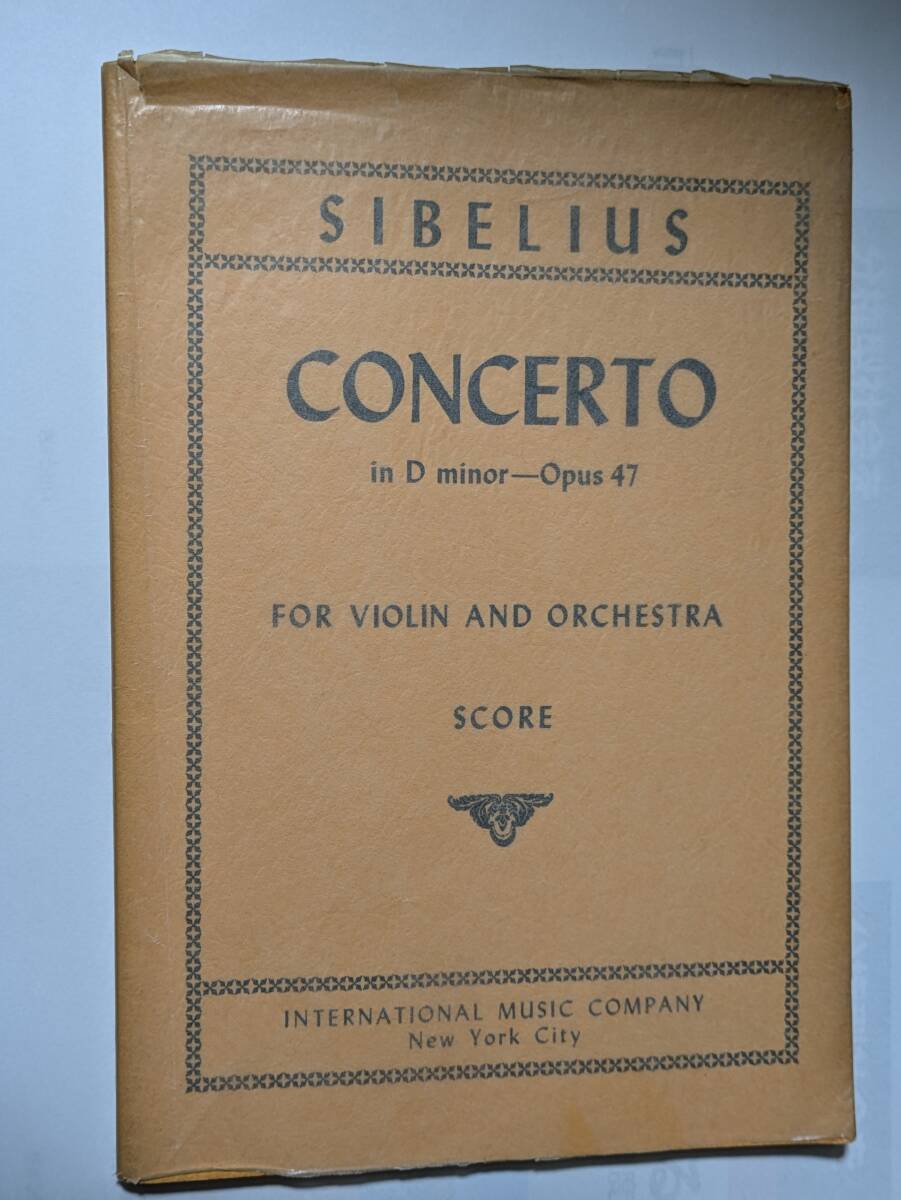 SIBELIUS
CONCERTO
in D minor—Opus 47
FOR VIOLIN AND ORCHESTRA
SCORE
INTERNATIONAL MUSIC COMPANY
New York City